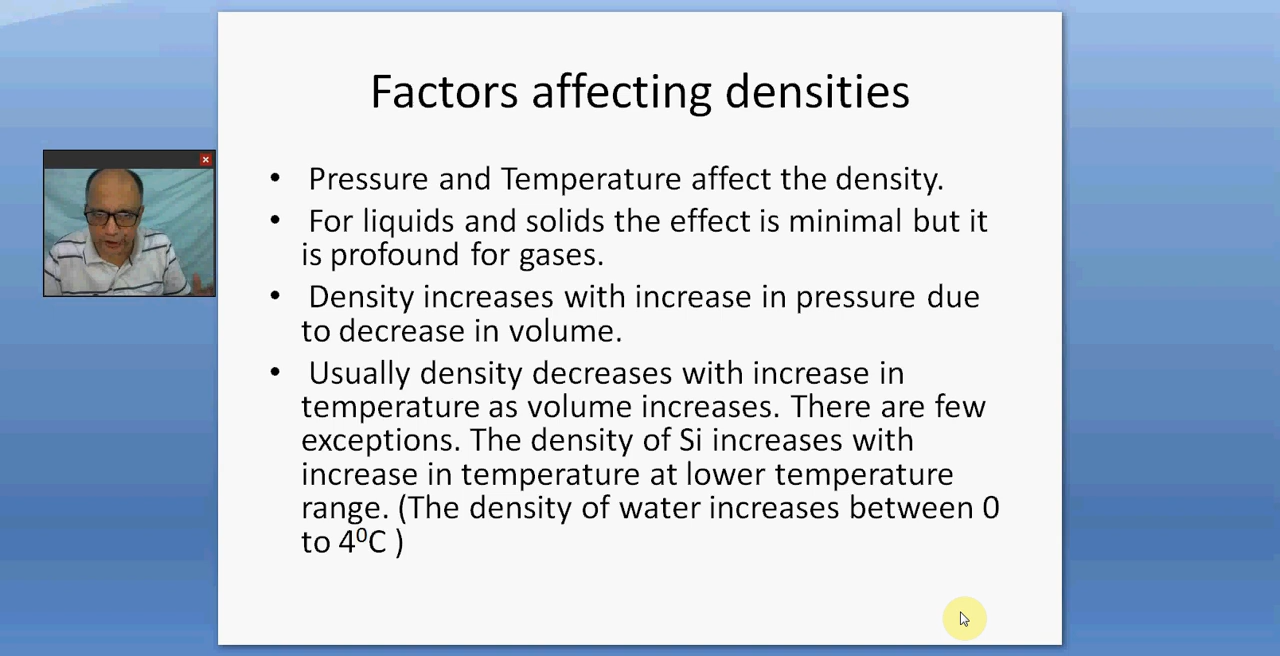 Factors affecting densities
• Pressure and Temperature affect the density.
• For liquids and solids the effect is minimal but it
is profound for gases.
• Density increases with increase in pressure due
to decrease in volume.
• Usually density decreases with increase in
temperature as volume increases. There are few
exceptions. The density of Si increases with
increase in temperature at lower temperature
range. (The density of water increases between 0
to 4⁰C )